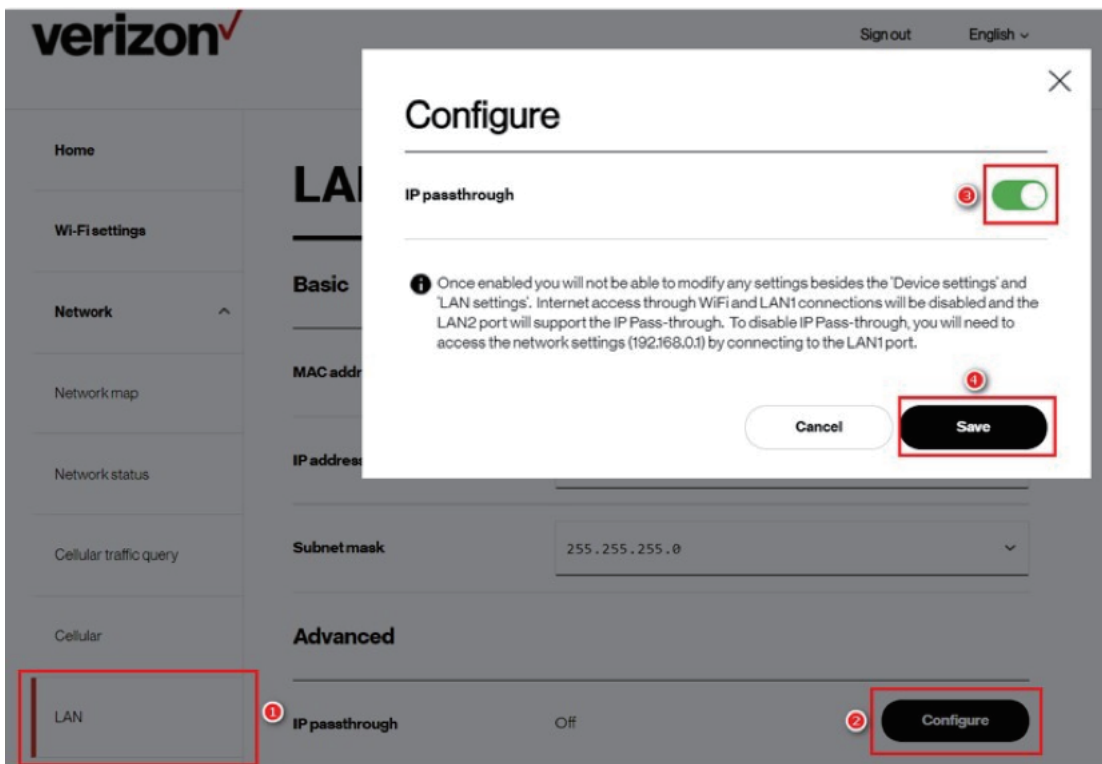 verizon
Sign out
English
Home
Wi-Fi settings
Network
Network map
Network status
Cellular traffic query
Cellular
LAN
1
Basic
Subnet mask
255.255.255.0
Advanced
IP passthrough
Off
2
Configure
Configure
IP passthrough
3
Once enabled you will not be able to modify any settings besides the 'Device settings' and
'LAN settings'. Internet access through WiFi and LAN1 connections will be disabled and the
LAN2 port will support the IP Pass-through. To disable IP Pass-through, you will need to
access the network settings (192.168.0.1) by connecting to the LAN1 port.
4
Cancel
Save